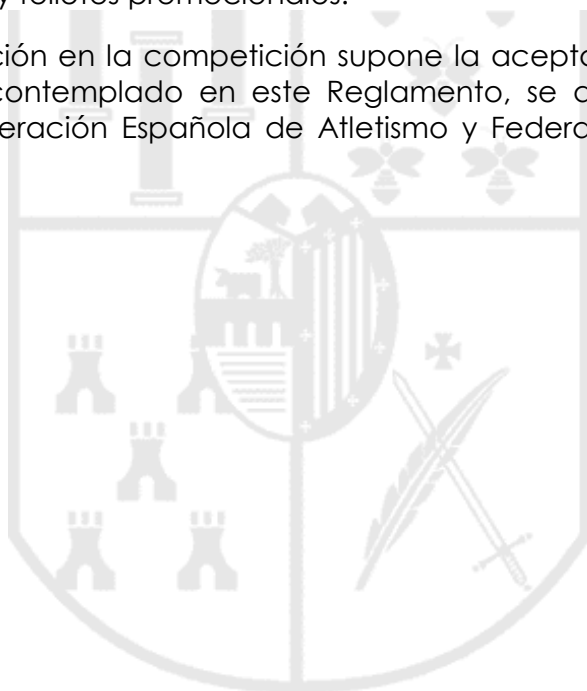 y folletos promocionales.
ción en la competición supone la acepta
contemplado en este Reglamento, se a
eración Española de Atletismo y Federa